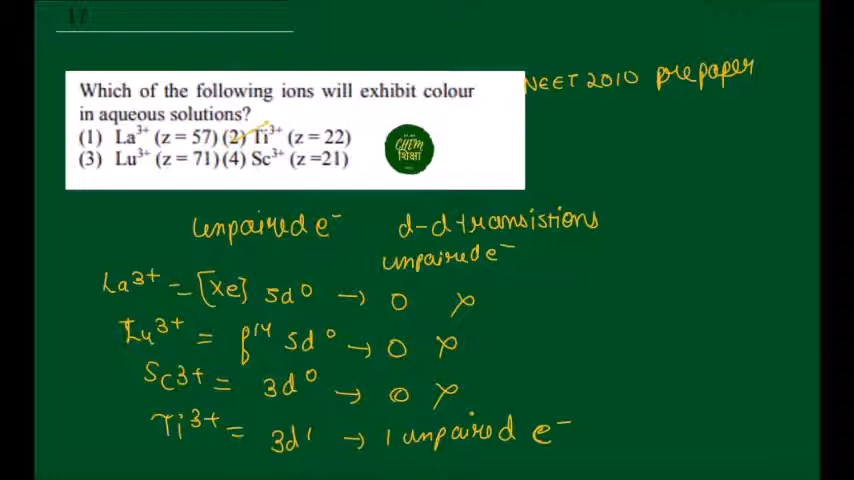 17
Which of the following ions will exhibit colour
in aqueous solutions?
(1) La³⁺ (z = 57) (2) Ti³⁺ (z = 22)
(3) Lu³⁺ (z = 71) (4) Sc³⁺ (z =21)
CHEM
शिक्षा
NEET 2010 pre paper
unpaired e⁻ d-d transistions
unpaired e⁻
La³⁺ = [Xe] 5d⁰ → 0 ×
Lu³⁺ = f¹⁴ 5d⁰ → 0 ×
Sc³⁺ = 3d⁰ → 0 ×
Ti³⁺ = 3d¹ → 1 unpaired e⁻